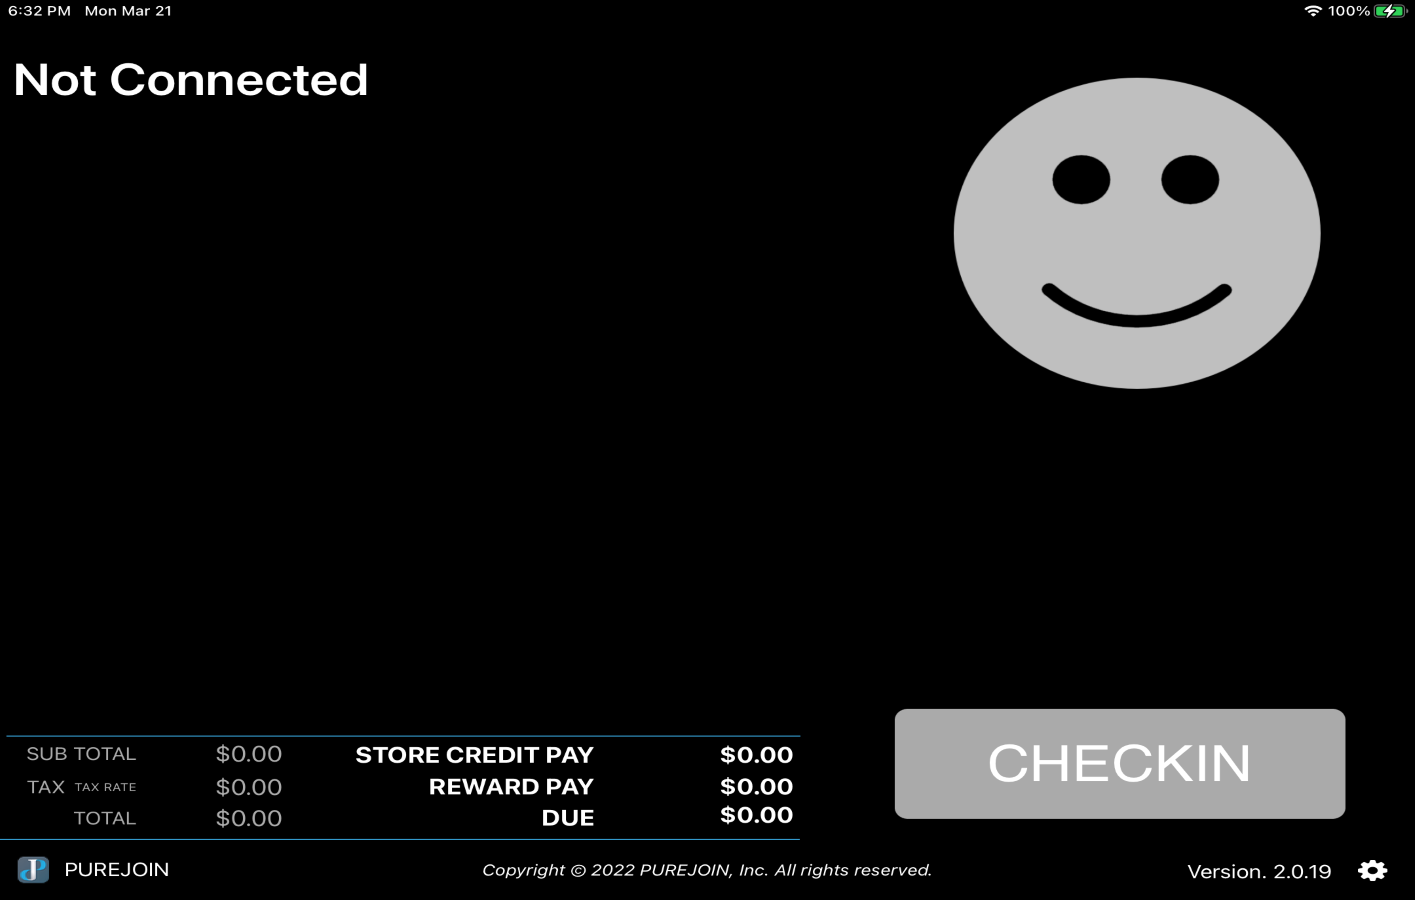 6:32 PM Mon Mar 21 100%
Not Connected
SUB TOTAL $0.00 STORE CREDIT PAY $0.00
TAX TAX RATE $0.00 REWARD PAY $0.00
TOTAL $0.00 DUE $0.00
CHECKIN
PUREJOIN Copyright © 2022 PUREJOIN, Inc. All rights reserved. Version. 2.0.19